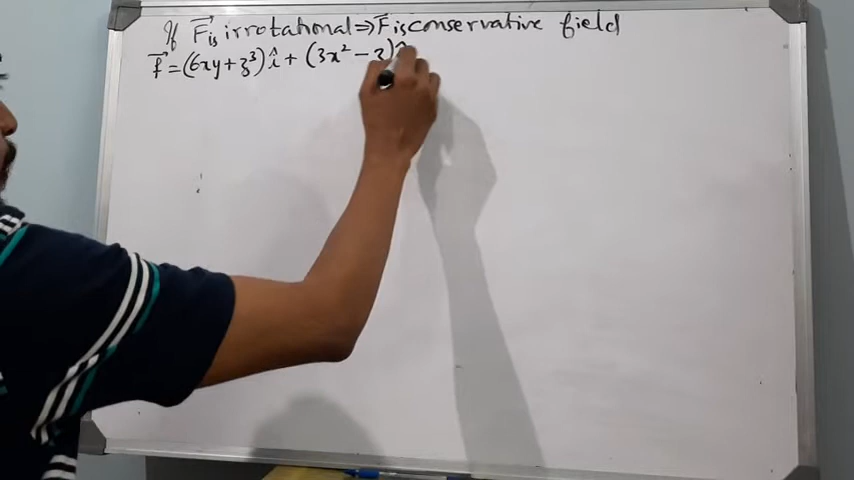 If F⃗ is irrotational ⇒ F⃗ is conservative field
F⃗ = (6xy + z³) î + (3x² - z)